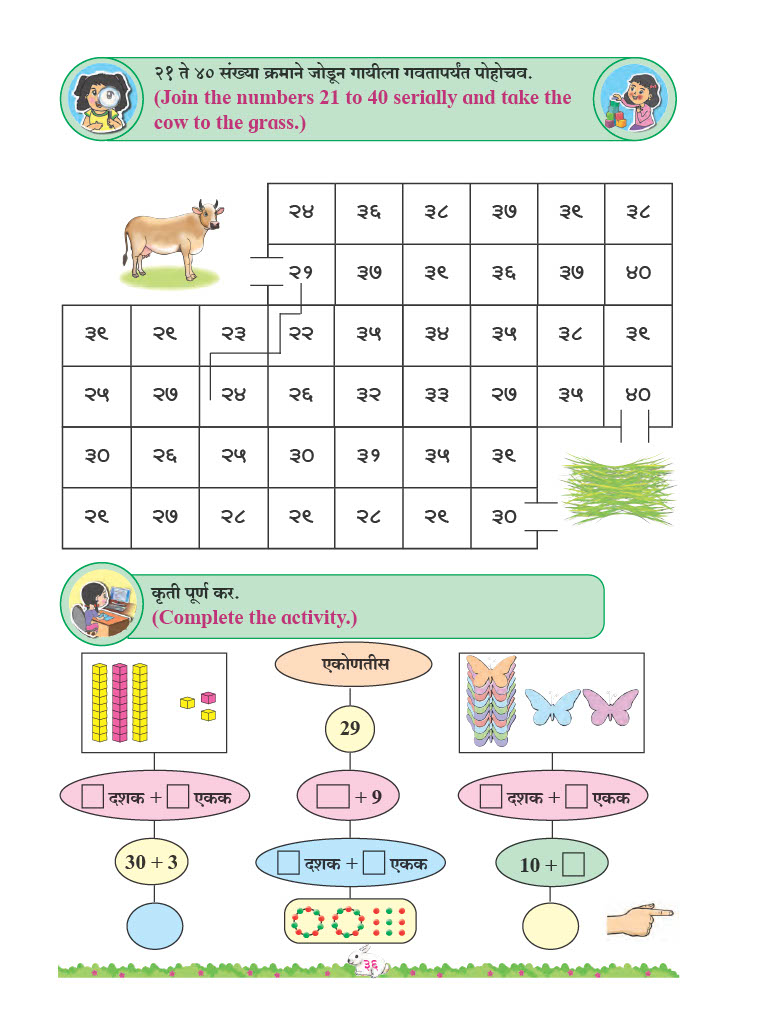 २१ ते ४० संख्या क्रमाने जोडून गायीला गवतापर्यंत पोहोचव.
(Join the numbers 21 to 40 serially and take the
cow to the grass.)
२४ ३६ ३८ ३७ ३९ ३८
२१ ३७ ३९ ३६ ३७ ४०
३९ २९ २३ २२ ३५ ३४ ३५ ३८ ३९
२५ २७ २४ २६ ३२ ३३ २७ ३५ ४०
३० २६ २५ ३० ३१ ३५ ३९
२९ २७ २८ २९ २८ २९ ३०
कृती पूर्ण कर.
(Complete the activity.)
एकोणतीस
29
दशक + एकक
+ 9
दशक + एकक
30 + 3
दशक + एकक
10 +
३६